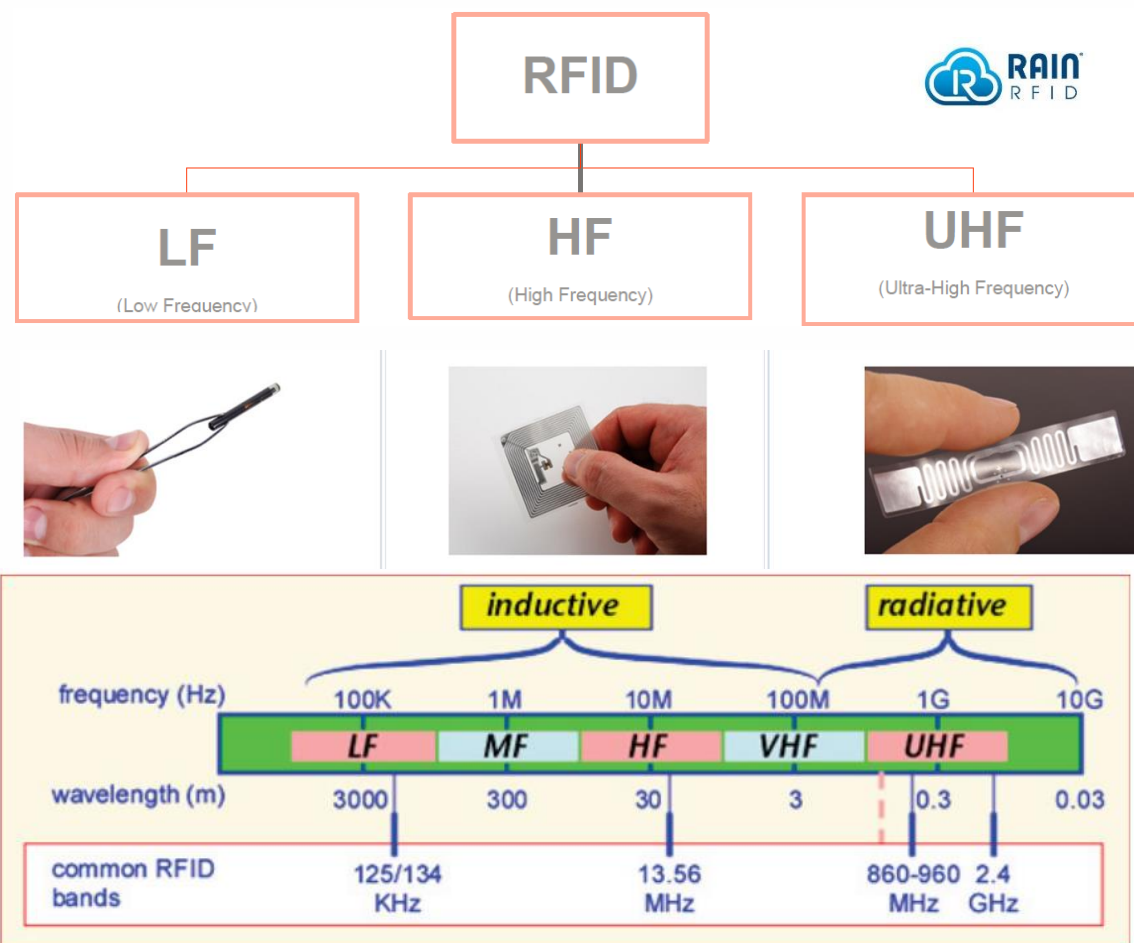 RFID
RAIN
RFID
LF
(Low Frequency)
HF
(High Frequency)
UHF
(Ultra-High Frequency)
inductive
radiative
frequency (Hz)
100K
1M
10M
100M
1G
10G
LF
MF
HF
VHF
UHF
wavelength (m)
3000
300
30
3
0.3
0.03
common RFID
bands
125/134
KHz
13.56
MHz
860-960
MHz
2.4
GHz